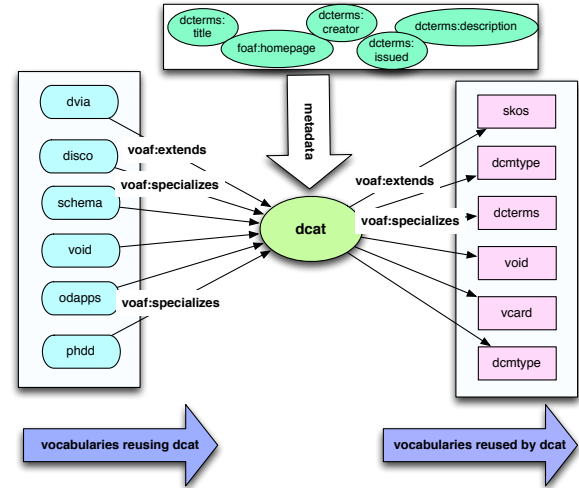 dcterms:
title
foaf:homepage
dcterms:
creator
dcterms:
issued
dcterms:description
metadata
dvia
disco
schema
void
odapps
phdd
voaf:extends
voaf:specializes
voaf:specializes
dcat
voaf:extends
voaf:specializes
skos
dcmtype
dcterms
void
vcard
dcmtype
vocabularies reusing dcat
vocabularies reused by dcat